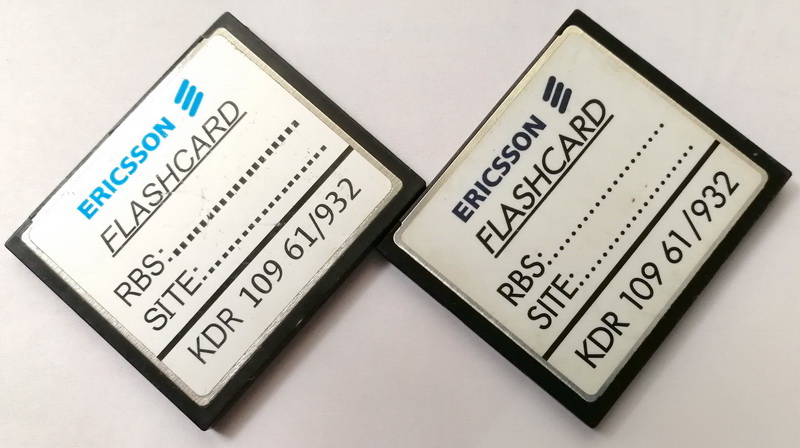 ERICSSON
FLASHCARD
RBS:................
SITE:................
KDR 109 61/932
ERICSSON
FLASHCARD
RBS:................
SITE:................
KDR 109 61/932